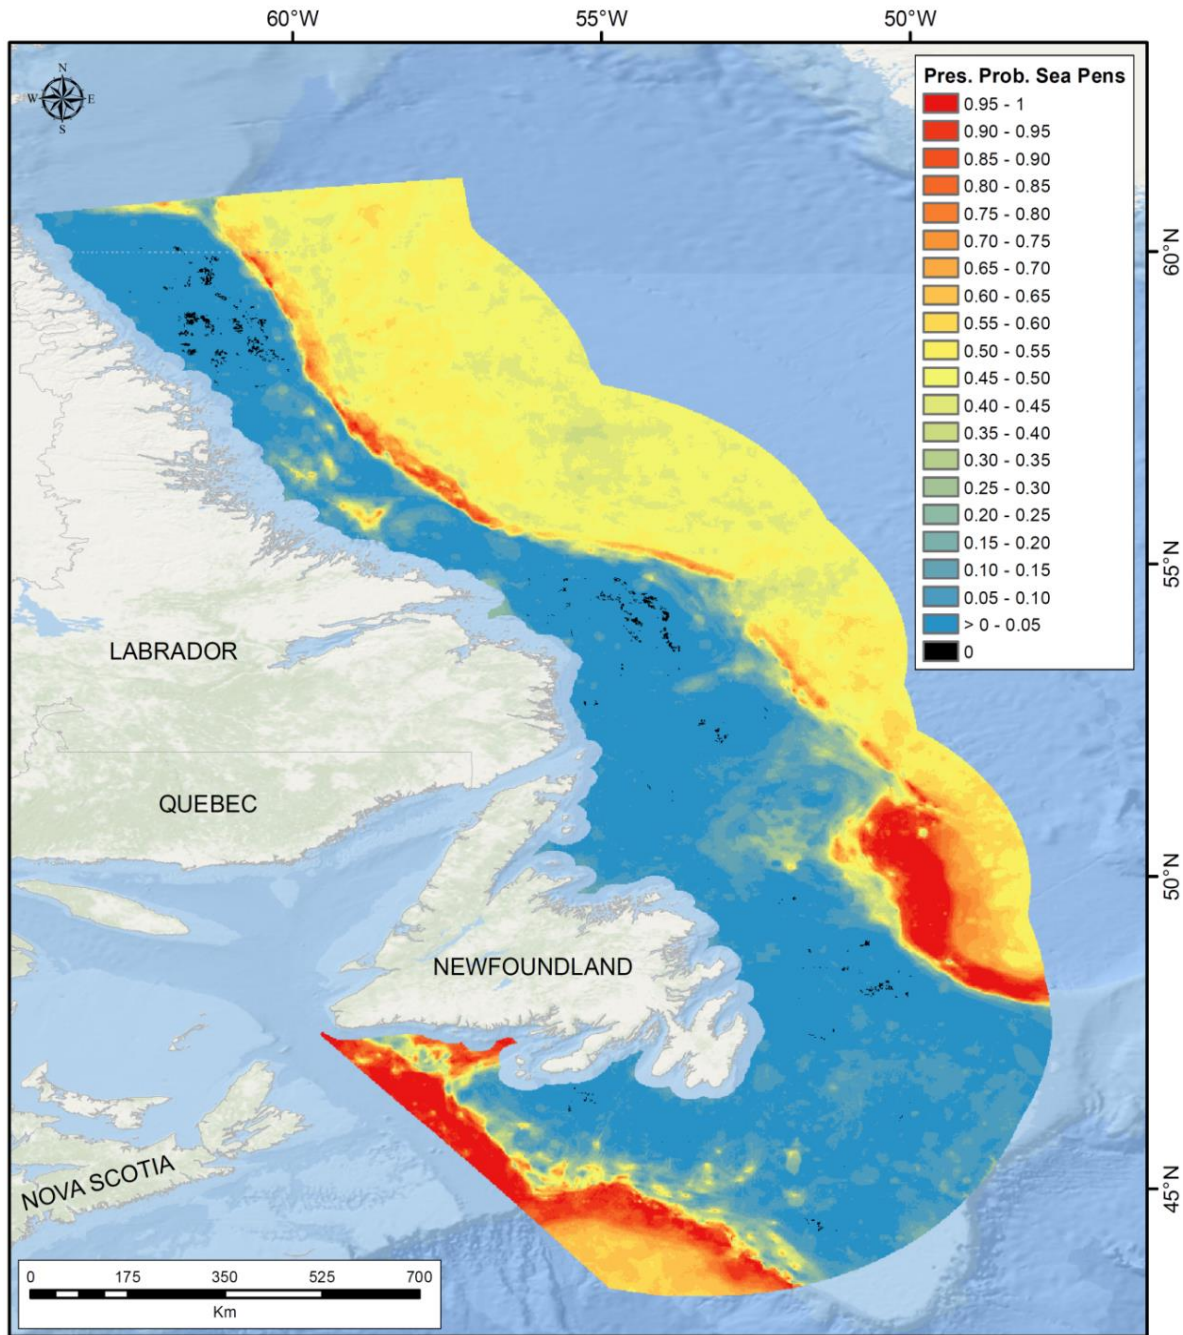 60°W 55°W 50°W
N
W E
S
Pres. Prob. Sea Pens
0.95 - 1
0.90 - 0.95
0.85 - 0.90
0.80 - 0.85
0.75 - 0.80
0.70 - 0.75
0.65 - 0.70
0.60 - 0.65
0.55 - 0.60
0.50 - 0.55
0.45 - 0.50
0.40 - 0.45
0.35 - 0.40
0.30 - 0.35
0.25 - 0.30
0.20 - 0.25
0.15 - 0.20
0.10 - 0.15
0.05 - 0.10
> 0 - 0.05
0
60°N
55°N
50°N
45°N
LABRADOR
QUEBEC
NEWFOUNDLAND
NOVA SCOTIA
0 175 350 525 700
Km